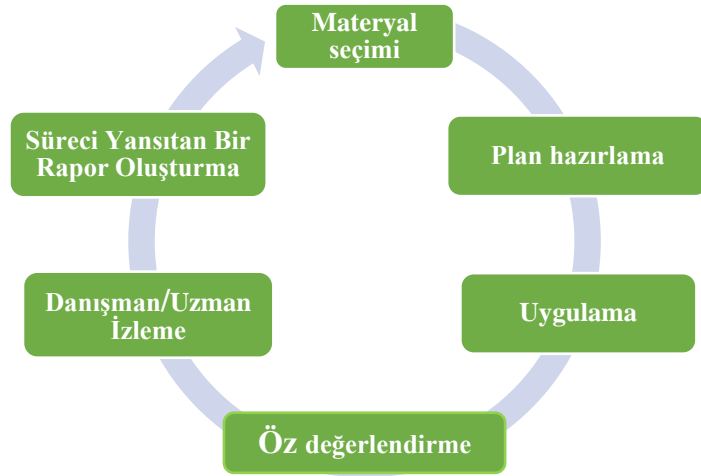 Materyal
seçimi
Plan hazırlama
Uygulama
Öz değerlendirme
Danışman/Uzman
İzleme
Süreci Yansıtan Bir
Rapor Oluşturma